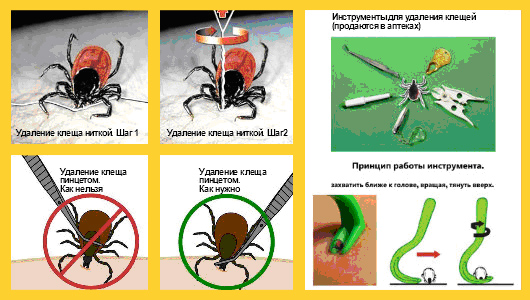 Удаление клеща ниткой. Шаг 1
Удаление клеща ниткой. Шаг2
Удаление клеща
пинцетом.
Как нельзя
Удаление клеща
пинцетом.
Как нужно
Инструменты для удаления клещей
(продаются в аптеках)
Принцип работы инструмента.
захватить ближе к голове, вращая, тянуть вверх.